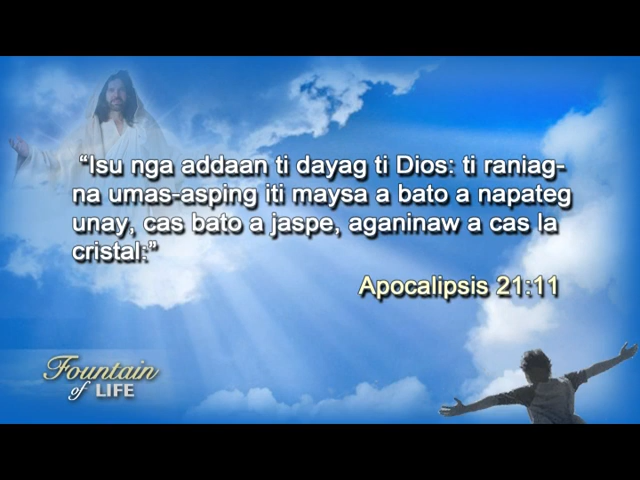 “Isu nga addaan ti dayag ti Dios: ti raniag-
na umas-asping iti maysa a bato a napateg
unay, cas bato a jaspe, aganinaw a cas la
cristal:”
Apocalipsis 21:11
Fountain
of LIFE